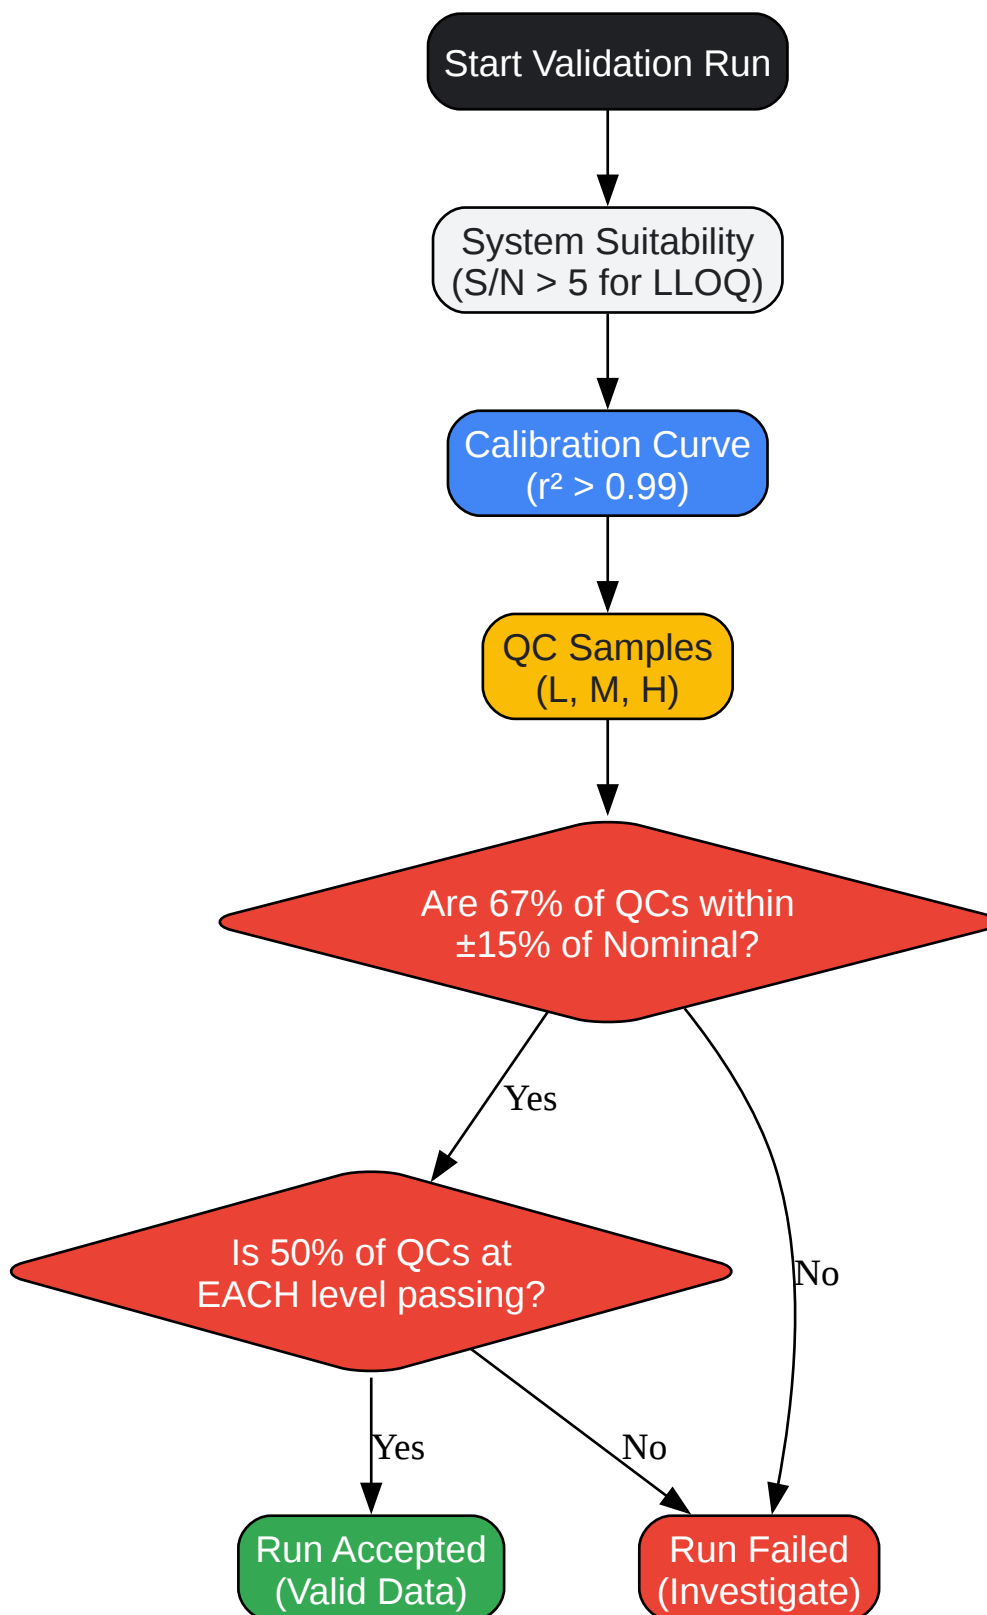 Start Validation Run
System Suitability
(S/N > 5 for LLOQ)
Calibration Curve
(r² > 0.99)
QC Samples
(L, M, H)
Are 67% of QCs within
±15% of Nominal?
Yes
No
Is 50% of QCs at
EACH level passing?
Yes
No
Run Accepted
(Valid Data)
Run Failed
(Investigate)